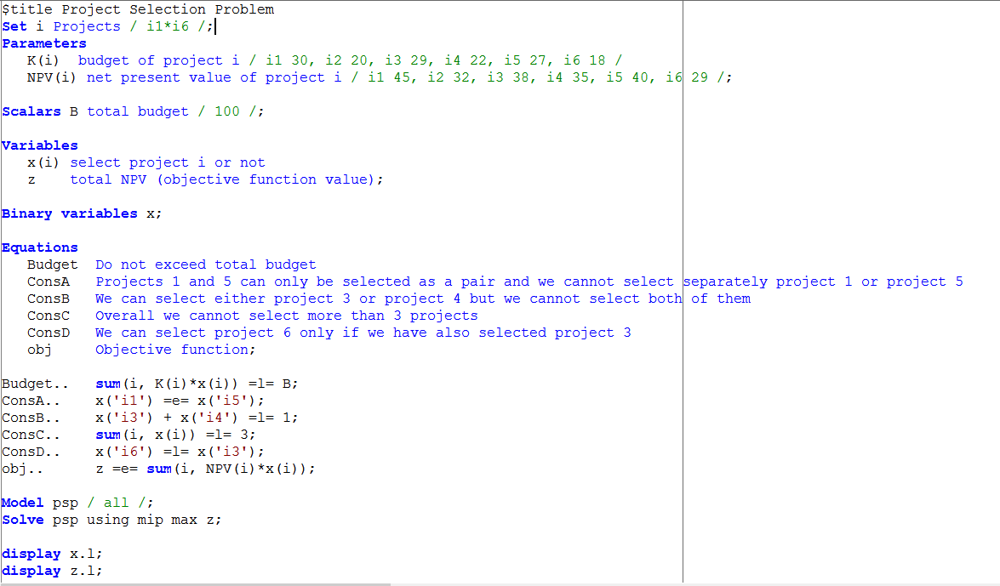 $title Project Selection Problem
Set i Projects / i1*i6 /;
Parameters
   K(i)  budget of project i / i1 30, i2 20, i3 29, i4 22, i5 27, i6 18 /
   NPV(i) net present value of project i / i1 45, i2 32, i3 38, i4 35, i5 40, i6 29 /;

Scalars B total budget / 100 /;

Variables
   x(i) select project i or not
   z    total NPV (objective function value);

Binary variables x;

Equations
   Budget  Do not exceed total budget
   ConsA   Projects 1 and 5 can only be selected as a pair and we cannot select separately project 1 or project 5
   ConsB   We can select either project 3 or project 4 but we cannot select both of them
   ConsC   Overall we cannot select more than 3 projects
   ConsD   We can select project 6 only if we have also selected project 3
   obj     Objective function;

Budget..   sum(i, K(i)*x(i)) =l= B;
ConsA..    x('i1') =e= x('i5');
ConsB..    x('i3') + x('i4') =l= 1;
ConsC..    sum(i, x(i)) =l= 3;
ConsD..    x('i6') =l= x('i3');
obj..      z =e= sum(i, NPV(i)*x(i));

Model psp / all /;
Solve psp using mip max z;

display x.l;
display z.l;